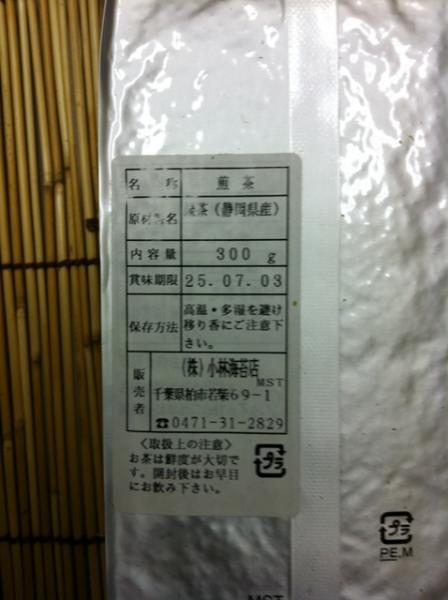 名 称 煎茶
原材料名 緑茶(静岡県産)
内容量 300 g
賞味期限 25.07.03
保存方法 高温・多湿を避け
移り香にご注意下
さい。
販売者 (株)小林海苔店
MST
千葉県柏市若葉69-1
☎0471-31-2829
〈取扱上の注意〉
お茶は鮮度が大切で
す。開封後はお早目
にお飲み下さい。
プラ
プラ
PE,M
MST